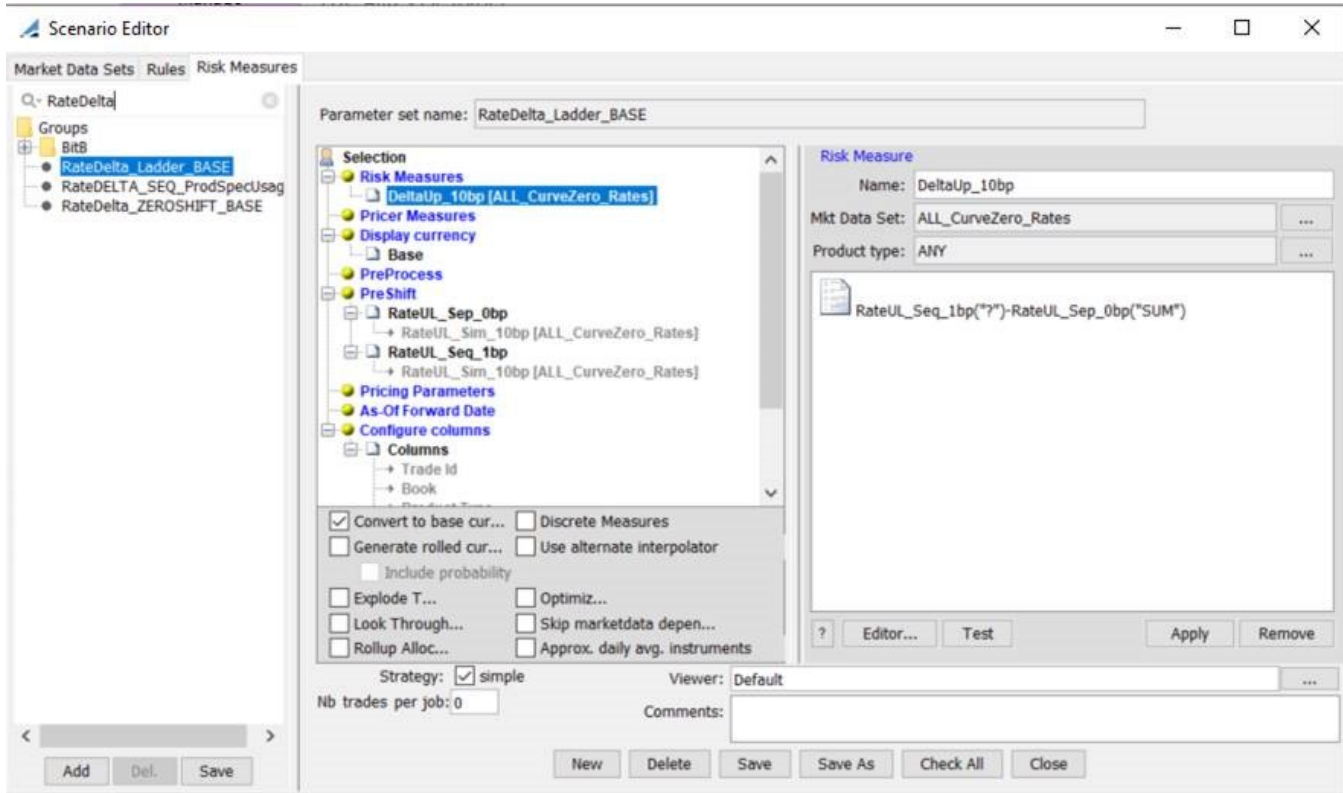 Scenario Editor
Market Data Sets Rules Risk Measures
RateDelta
Groups
BitB
RateDelta_Ladder_BASE
RateDELTA_SEQ_ProdSpecUsag
RateDelta_ZEROSHIFT_BASE
Add Del. Save
Parameter set name: RateDelta_Ladder_BASE
Selection
Risk Measures
DeltaUp_10bp [ALL_CurveZero_Rates]
Pricer Measures
Display currency
Base
PreProcess
PreShift
RateUL_Sep_0bp
RateUL_Sim_10bp [ALL_CurveZero_Rates]
RateUL_Seq_1bp
RateUL_Sim_10bp [ALL_CurveZero_Rates]
Pricing Parameters
As-Of Forward Date
Configure columns
Columns
Trade Id
Book
Convert to base cur... Discrete Measures
Generate rolled cur... Use alternate interpolator
Include probability
Explode T... Optimiz...
Look Through... Skip marketdata depen...
Rollup Alloc... Approx. daily avg. instruments
Risk Measure
Name: DeltaUp_10bp
Mkt Data Set: ALL_CurveZero_Rates ...
Product type: ANY ...
RateUL_Seq_1bp("?")-RateUL_Sep_0bp("SUM")
? Editor... Test Apply Remove
Strategy: simple Viewer: Default ...
Nb trades per job: 0 Comments:
New Delete Save Save As Check All Close